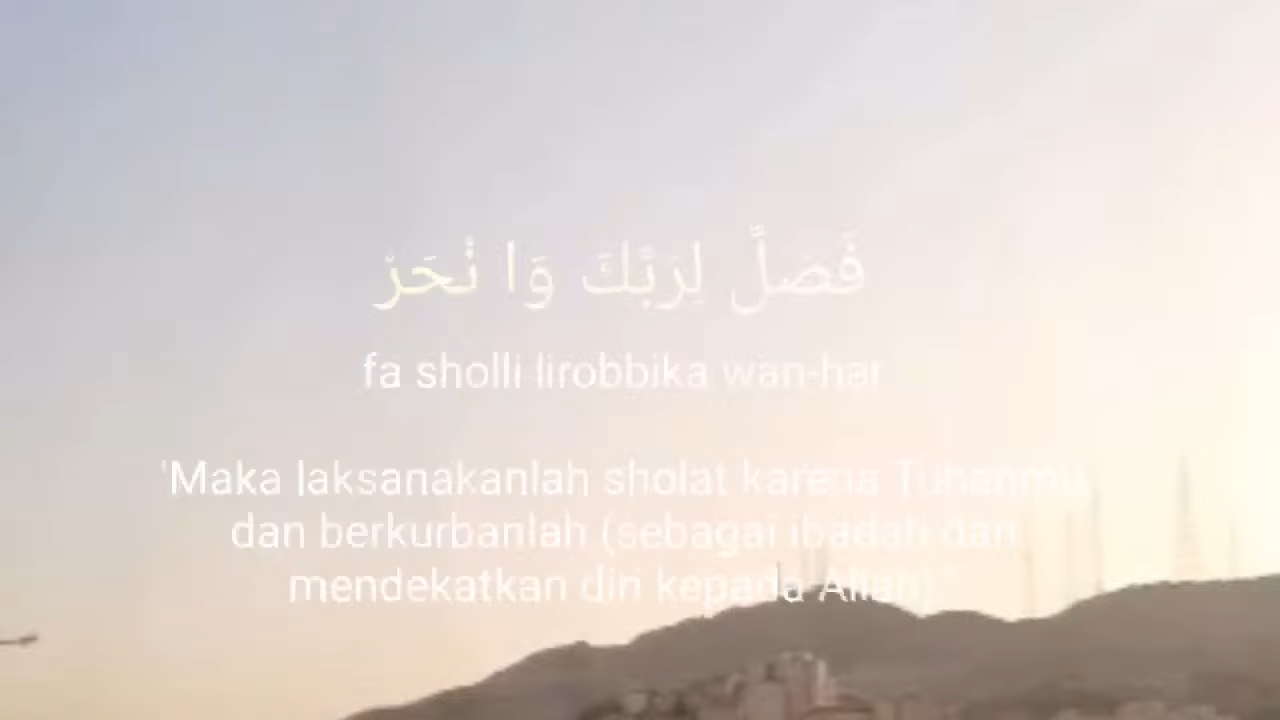 فَصَلِّ لِرَبِّكَ وَا نْحَرْ
fa sholli lirobbika wan-har
'Maka laksanakanlah sholat karena Tuhanmu
dan berkurbanlah (sebagai ibadah dan
mendekatkan diri kepada Allah)